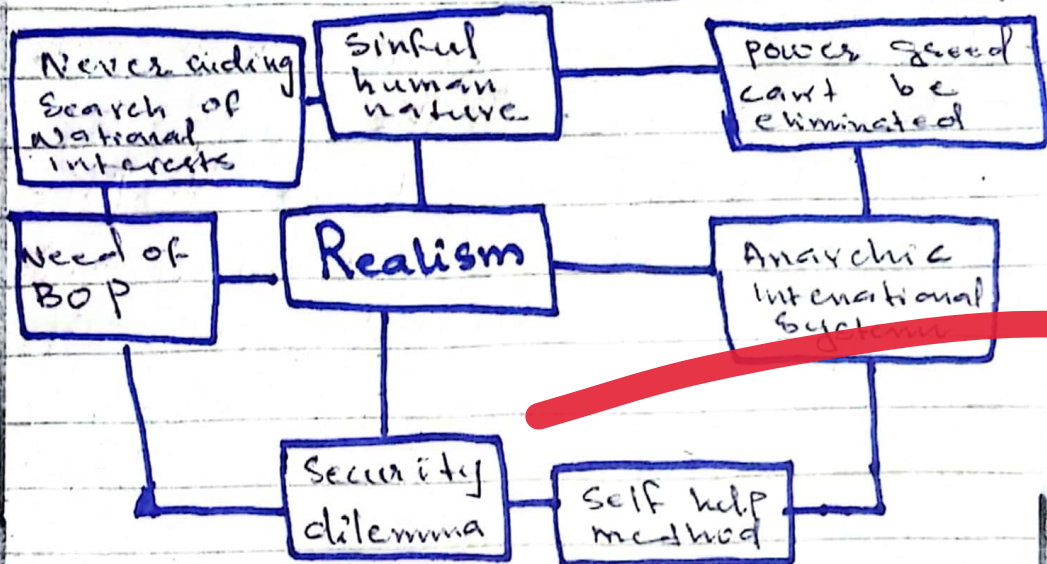 Never ending
Search of
National
interests
Sinful
human
nature
power greed
can't be
eliminated
Need of
BOP
Realism
Anarchic
Intenational
System
Security
dilemma
Self help
method